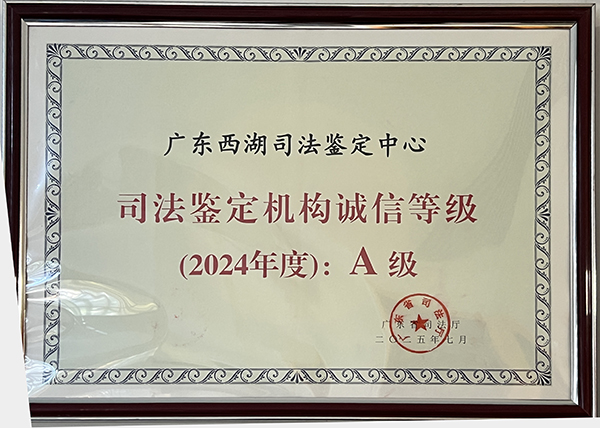 广东西湖司法鉴定中心
司法鉴定机构诚信等级
(2024年度)：A 级
广东省司法厅
二〇二五年七月